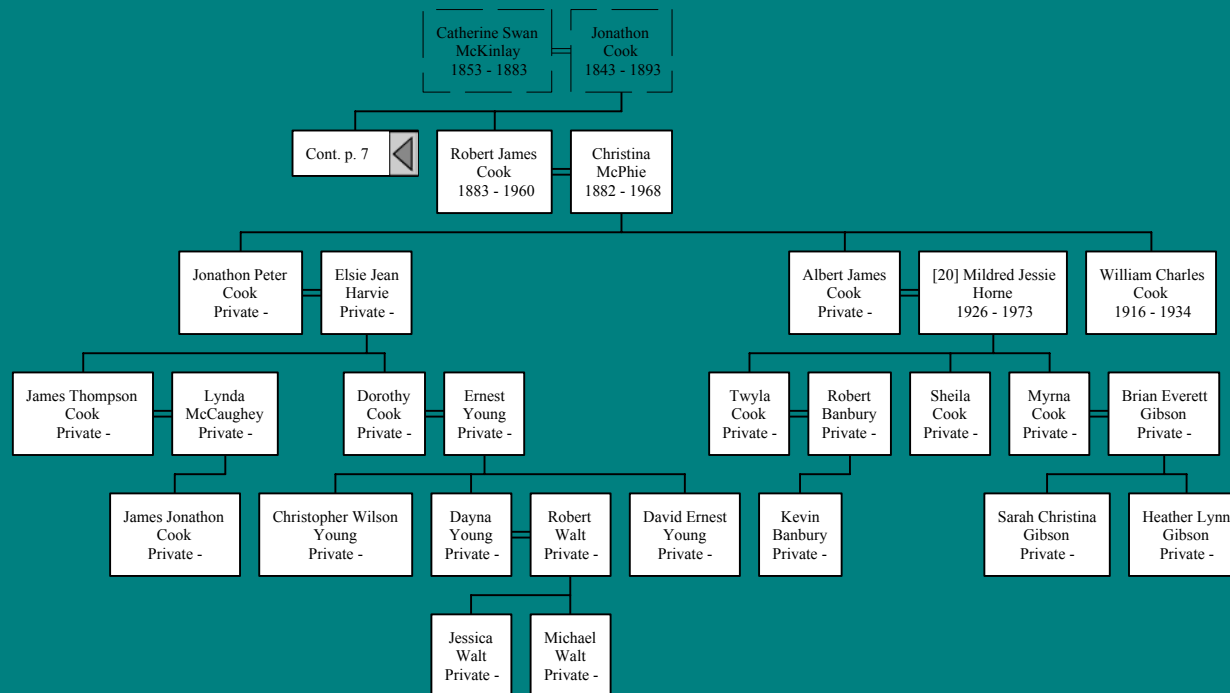 Catherine Swan
McKinlay
1853 - 1883
Jonathon
Cook
1843 - 1893
Cont. p. 7
Robert James
Cook
1883 - 1960
Christina
McPhie
1882 - 1968
Jonathon Peter
Cook
Private -
Elsie Jean
Harvie
Private -
Albert James
Cook
Private -
[20] Mildred Jessie
Horne
1926 - 1973
William Charles
Cook
1916 - 1934
James Thompson
Cook
Private -
Lynda
McCaughey
Private -
Dorothy
Cook
Private -
Ernest
Young
Private -
Twyla
Cook
Private -
Robert
Banbury
Private -
Sheila
Cook
Private -
Myrna
Cook
Private -
Brian Everett
Gibson
Private -
James Jonathon
Cook
Private -
Christopher Wilson
Young
Private -
Dayna
Young
Private -
Robert
Walt
Private -
David Ernest
Young
Private -
Kevin
Banbury
Private -
Sarah Christina
Gibson
Private -
Heather Lynn
Gibson
Private -
Jessica
Walt
Private -
Michael
Walt
Private -